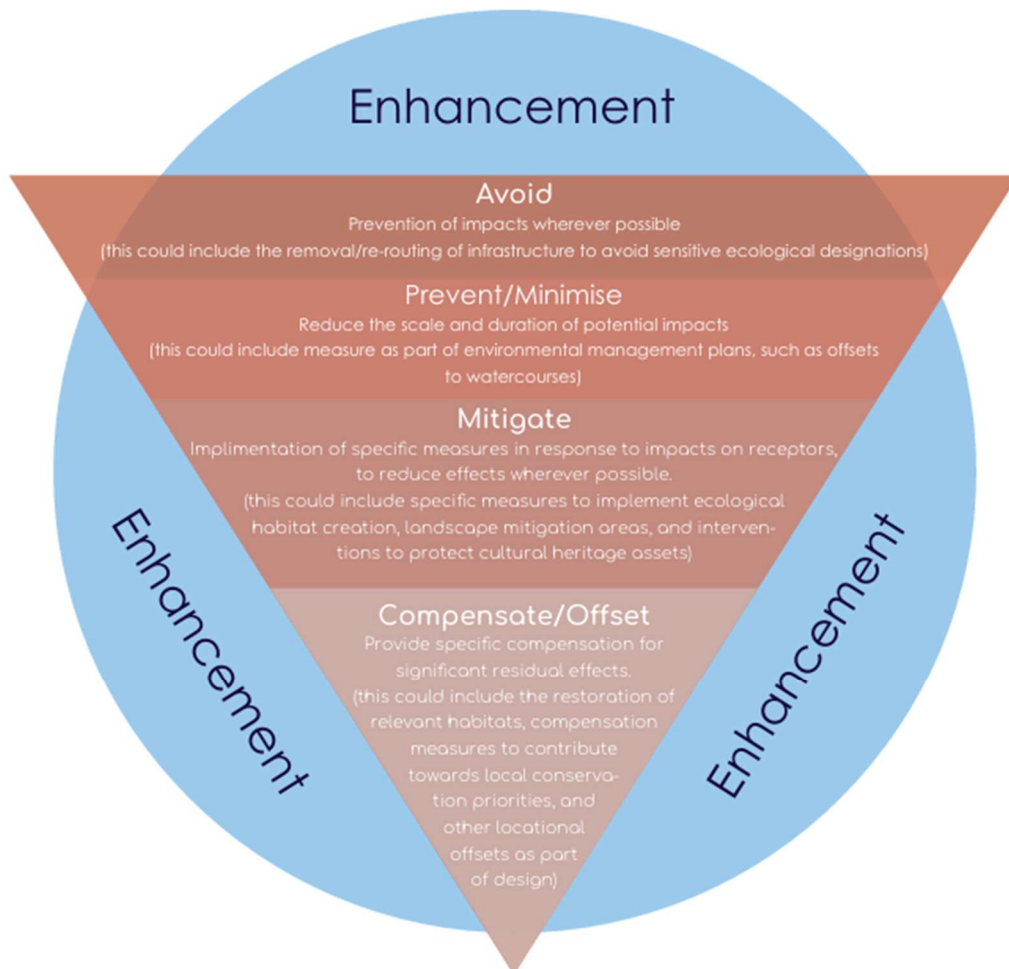 Enhancement
Avoid
Prevention of impacts wherever possible
(this could include the removal/re-routing of infrastructure to avoid sensitive ecological designations)
Prevent/Minimise
Reduce the scale and duration of potential impacts
(this could include measure as part of environmental management plans, such as offsets
to watercourses)
Mitigate
Implimentation of specific measures in response to impacts on receptors,
to reduce effects wherever possible.
(this could include specific measures to implement ecological
habitat creation, landscape mitigation areas, and interven-
tions to protect cultural heritage assets)
Compensate/Offset
Provide specific compensation for
significant residual effects.
(this could include the restoration of
relevant habitats, compensation
measures to contribute
towards local conserva-
tion priorities, and
other locational
offsets as part
of design)
Enhancement
Enhancement